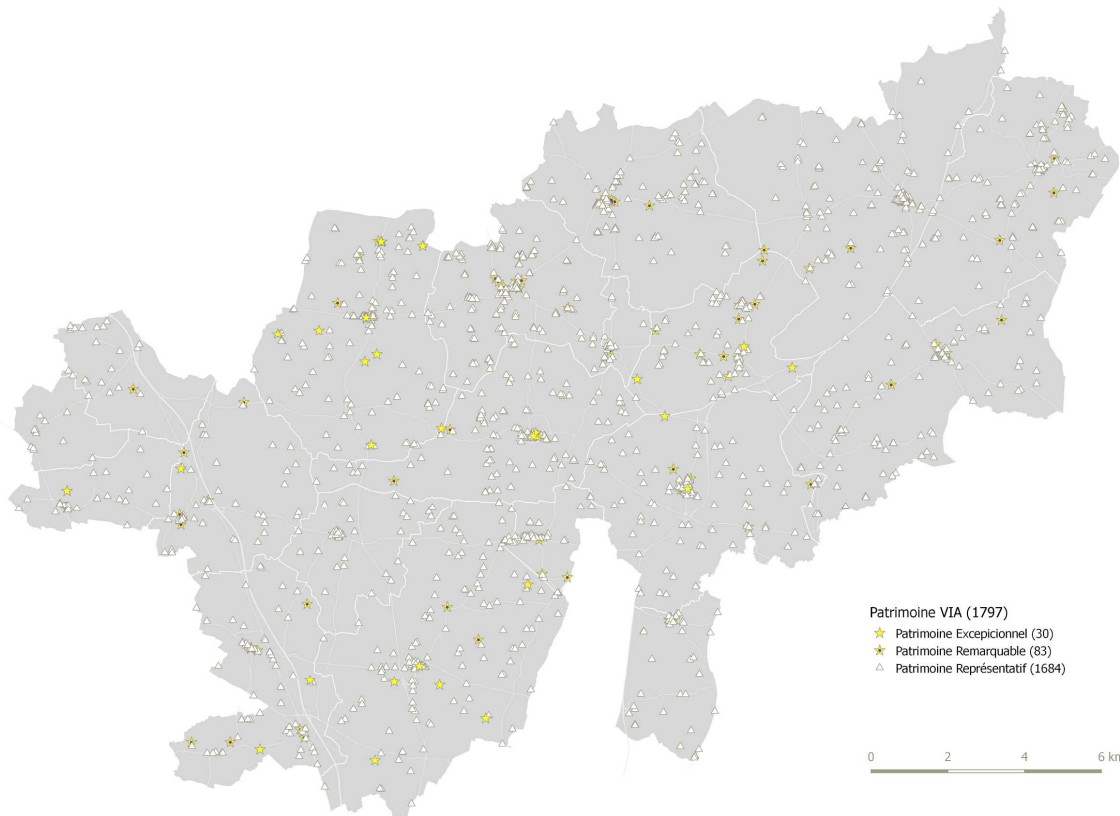 Patrimoine VIA (1797)
Patrimoine Excepicionnel (30)
Patrimoine Remarquable (83)
Patrimoine Représentatif (1684)
0 2 4 6 km